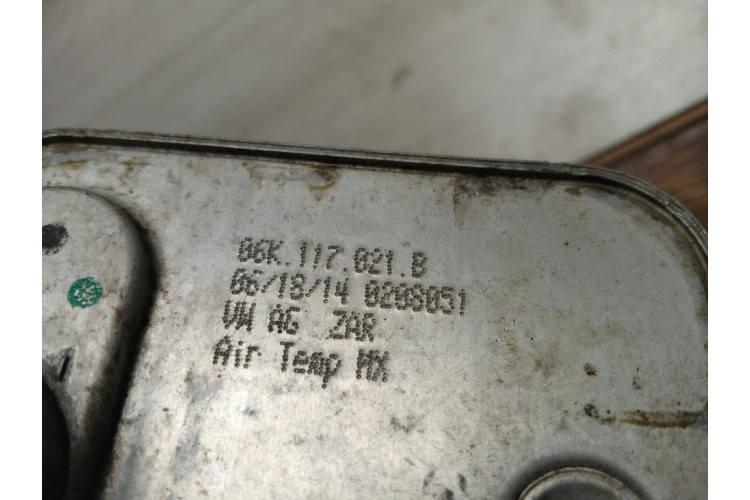 06K.117.021.B
06/18/14 0208051
VW AG ZAR
Air Temp MX